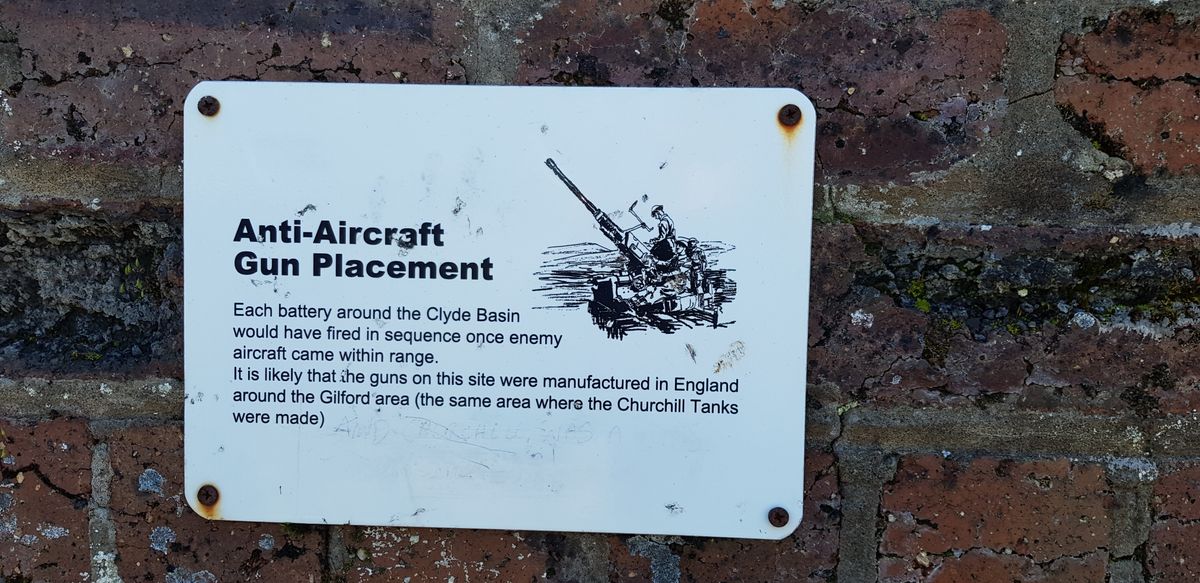 Anti-Aircraft
Gun Placement
Each battery around the Clyde Basin
would have fired in sequence once enemy
aircraft came within range.
It is likely that the guns on this site were manufactured in England
around the Gilford area (the same area where the Churchill Tanks
were made)
AND